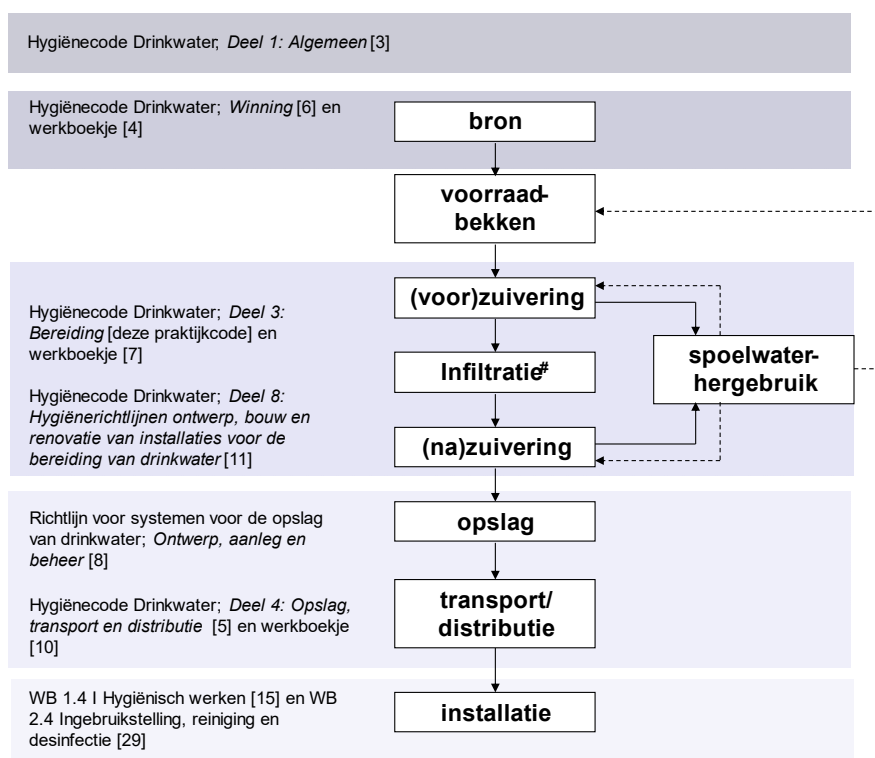 Hygiënecode Drinkwater; Deel 1: Algemeen [3]
Hygiënecode Drinkwater; Winning [6] en
werkboekje [4]
bron
voorraad-
bekken
(voor)zuivering
Hygiënecode Drinkwater; Deel 3:
Bereiding [deze praktijkcode] en
werkboekje [7]
Infiltratie#
spoelwater-
hergebruik
Hygiënecode Drinkwater; Deel 8:
Hygiënerichtlijnen ontwerp, bouw en
renovatie van installaties voor de
bereiding van drinkwater [11]
(na)zuivering
Richtlijn voor systemen voor de opslag
van drinkwater; Ontwerp, aanleg en
beheer [8]
opslag
Hygiënecode Drinkwater; Deel 4: Opslag,
transport en distributie [5] en werkboekje
[10]
transport/
distributie
WB 1.4 I Hygiënisch werken [15] en WB
2.4 Ingebruikstelling, reiniging en
desinfectie [29]
installatie